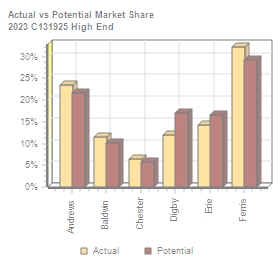 Actual vs Potential Market Share
2023 C131925 High End
30%
25%
20%
15%
10%
5%
0%
Andrews
Baldwin
Chester
Digby
Erie
Ferris
Actual Potential